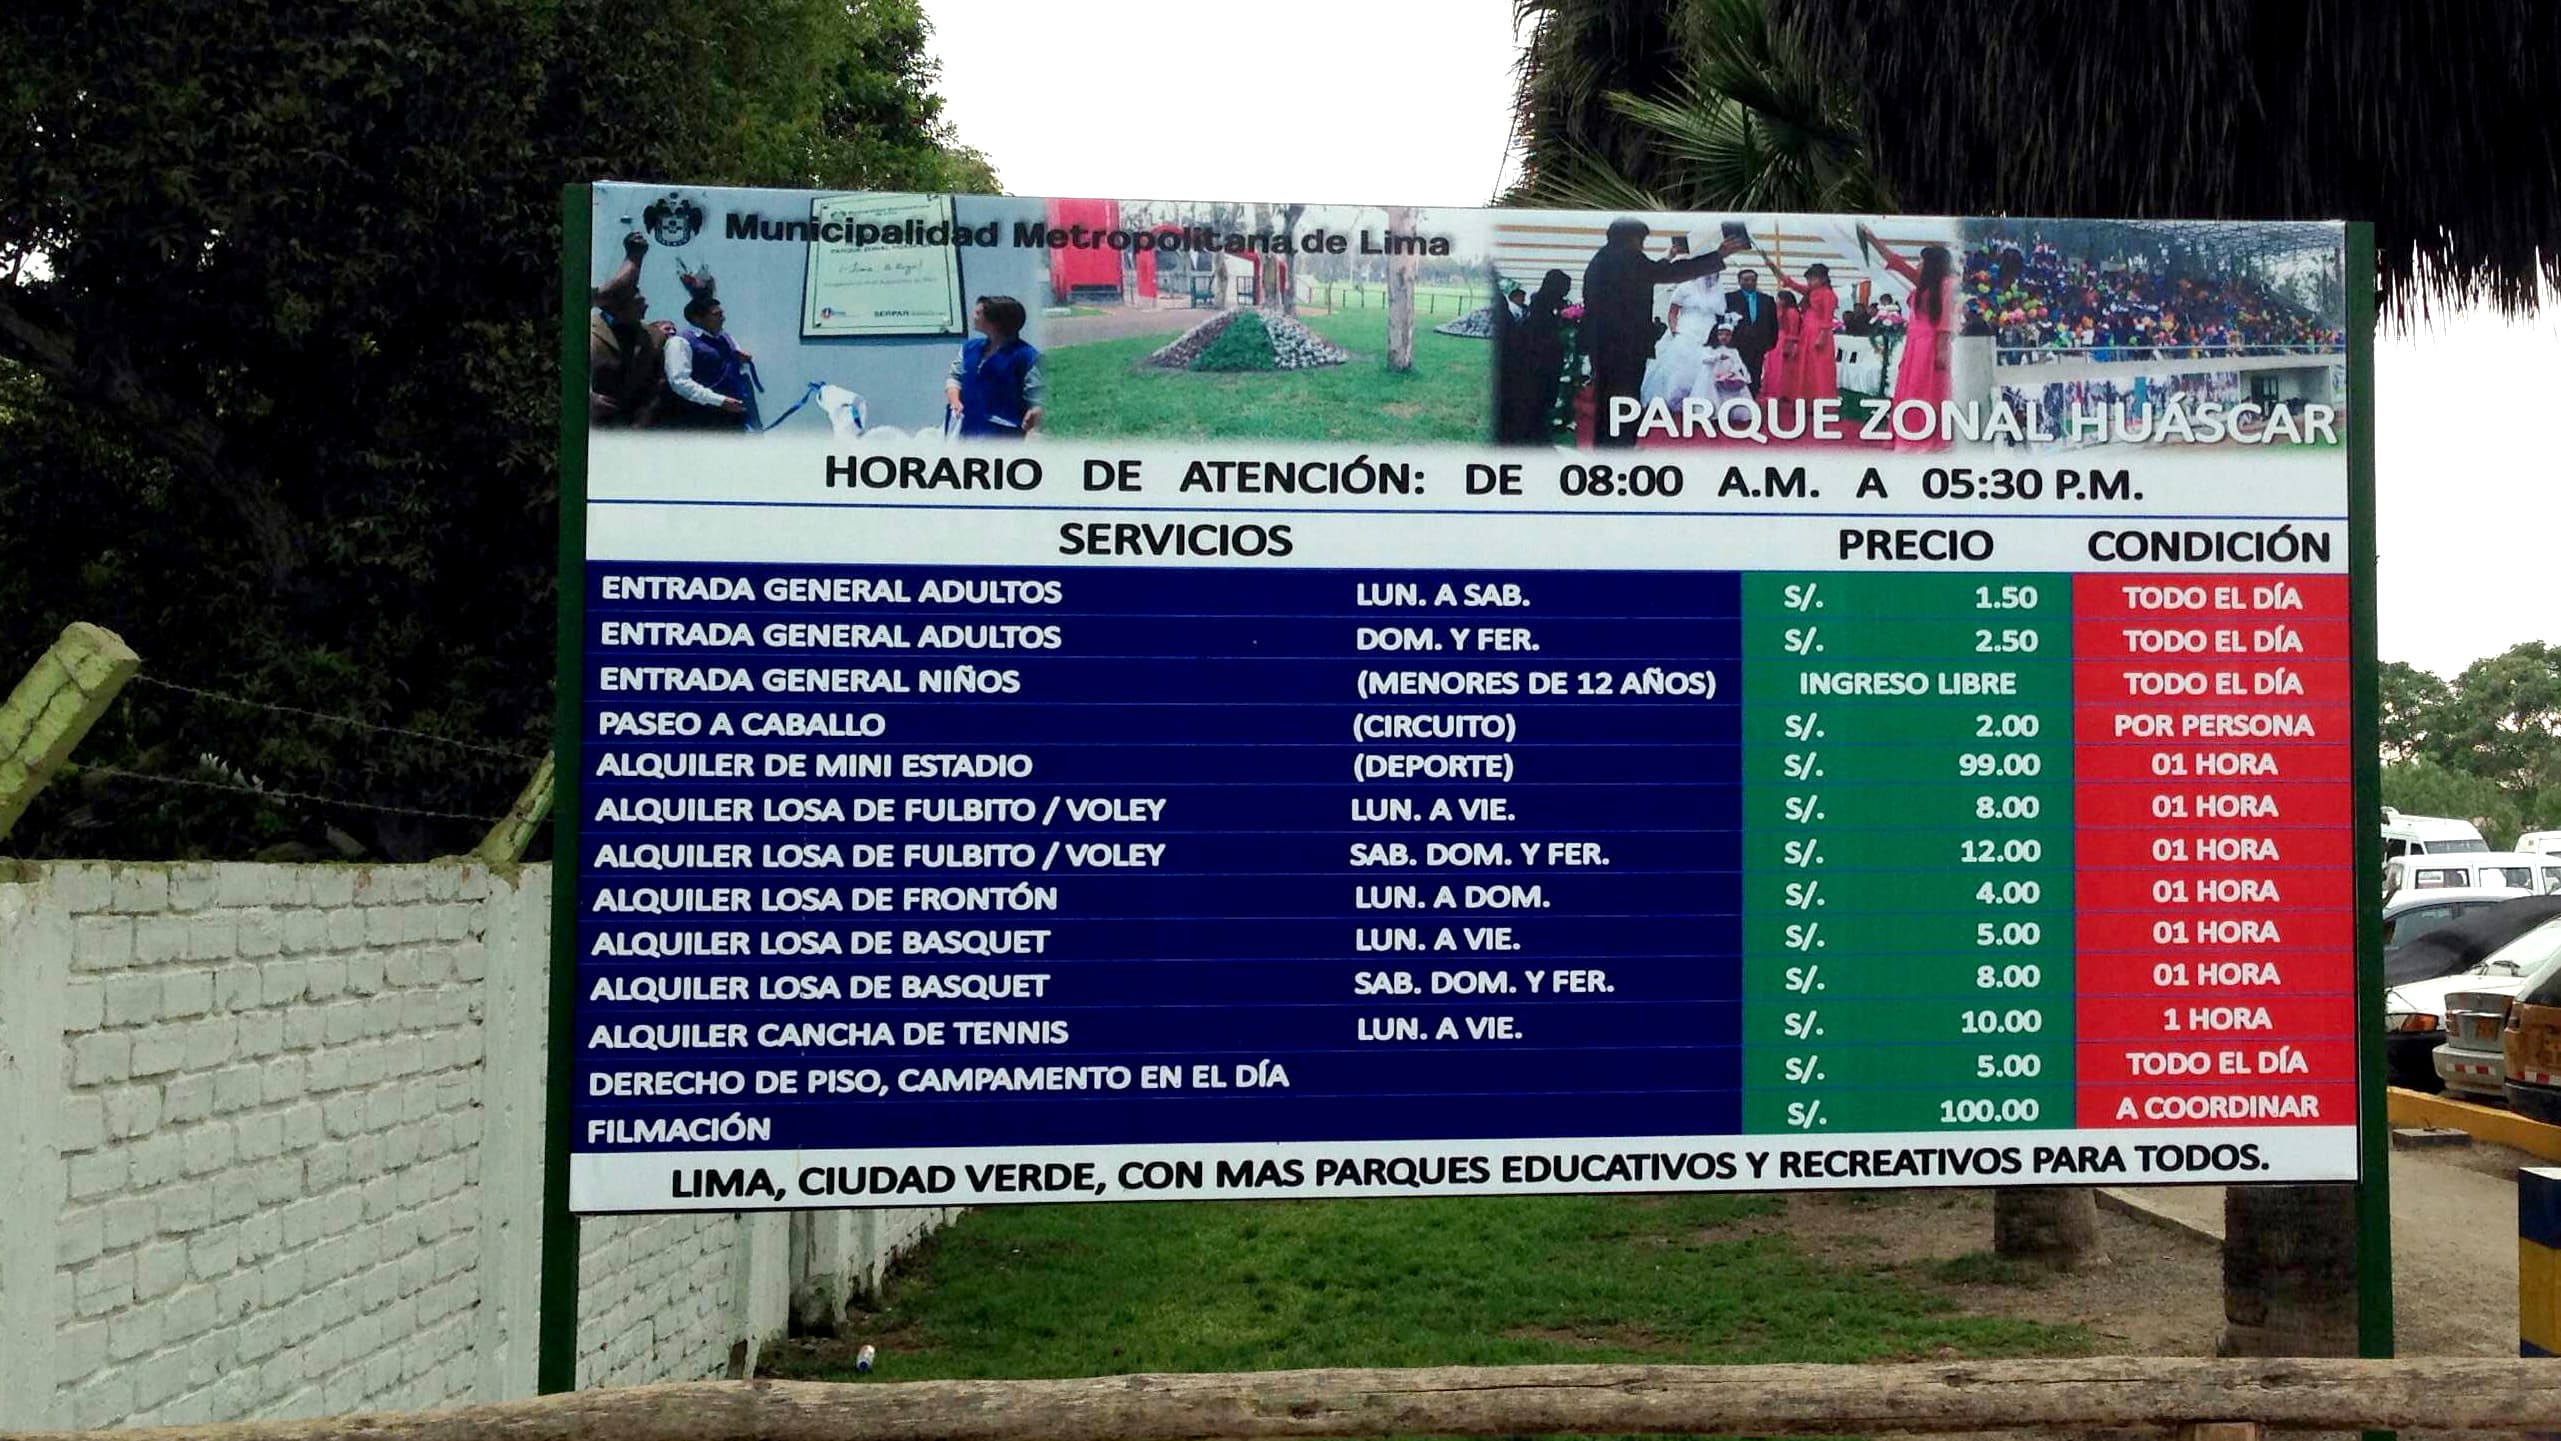 Municipalidad Metropolitana de Lima
SERPAR
PARQUE ZONAL HUÁSCAR
HORARIO DE ATENCIÓN: DE 08:00 A.M. A 05:30 P.M.
SERVICIOS PRECIO CONDICIÓN
ENTRADA GENERAL ADULTOS LUN. A SAB. S/. 1.50 TODO EL DÍA
ENTRADA GENERAL ADULTOS DOM. Y FER. S/. 2.50 TODO EL DÍA
ENTRADA GENERAL NIÑOS (MENORES DE 12 AÑOS) INGRESO LIBRE TODO EL DÍA
PASEO A CABALLO (CIRCUITO) S/. 2.00 POR PERSONA
ALQUILER DE MINI ESTADIO (DEPORTE) S/. 99.00 01 HORA
ALQUILER LOSA DE FULBITO / VOLEY LUN. A VIE. S/. 8.00 01 HORA
ALQUILER LOSA DE FULBITO / VOLEY SAB. DOM. Y FER. S/. 12.00 01 HORA
ALQUILER LOSA DE FRONTÓN LUN. A DOM. S/. 4.00 01 HORA
ALQUILER LOSA DE BASQUET LUN. A VIE. S/. 5.00 01 HORA
ALQUILER LOSA DE BASQUET SAB. DOM. Y FER. S/. 8.00 01 HORA
ALQUILER CANCHA DE TENNIS LUN. A VIE. S/. 10.00 1 HORA
DERECHO DE PISO, CAMPAMENTO EN EL DÍA S/. 5.00 TODO EL DÍA
FILMACIÓN S/. 100.00 A COORDINAR
LIMA, CIUDAD VERDE, CON MAS PARQUES EDUCATIVOS Y RECREATIVOS PARA TODOS.